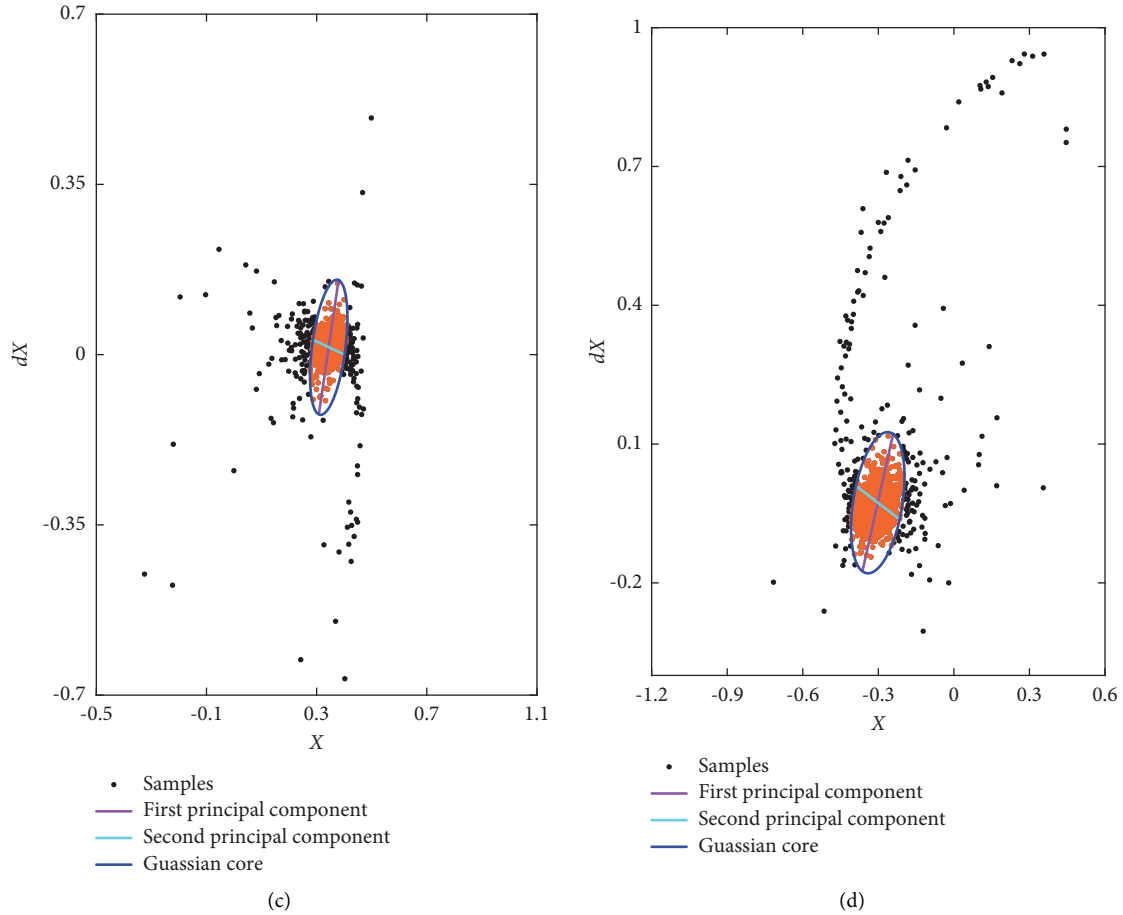 0.7
0.35
0
-0.35
-0.7
dX
-0.5
-0.1
0.3
0.7
1.1
X
Samples
First principal component
Second principal component
Guassian core
(c)
1
0.7
0.4
0.1
-0.2
dX
-1.2
-0.9
-0.6
-0.3
0
0.3
0.6
X
Samples
First principal component
Second principal component
Guassian core
(d)